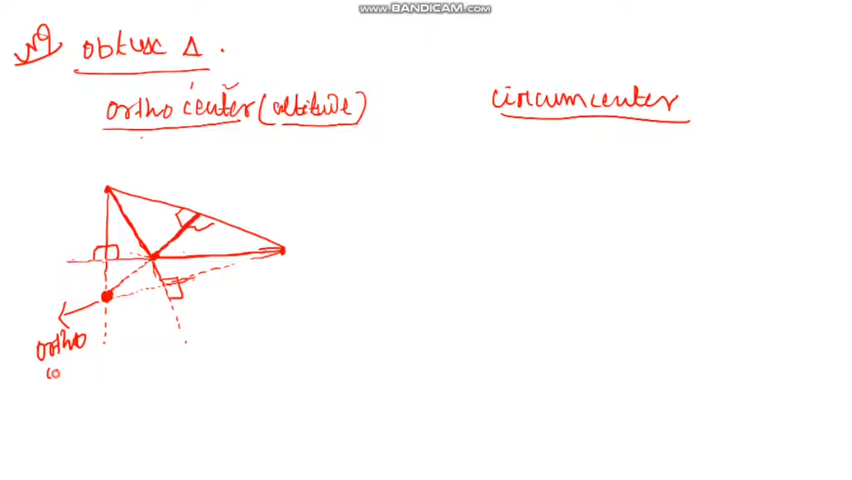 www.BANDICAM.com
obtuse Δ .
ortho center (altitude)
circumcenter
ortho